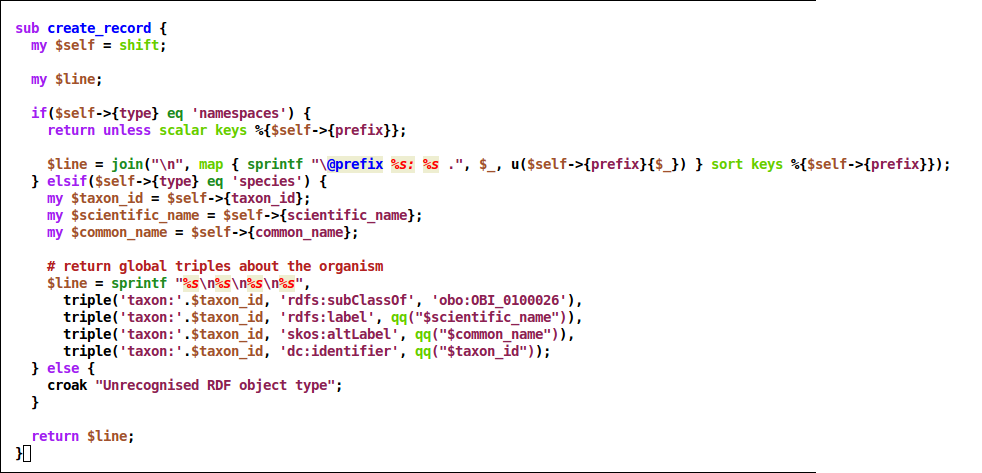 sub create_record {
  my $self = shift;

  my $line;

  if($self->{type} eq 'namespaces') {
    return unless scalar keys %{$self->{prefix}};

    $line = join("\n", map { sprintf "\@prefix %s: %s .", $_, u($self->{prefix}{$_}) } sort keys %{$self->{prefix}});
  } elsif($self->{type} eq 'species') {
    my $taxon_id = $self->{taxon_id};
    my $scientific_name = $self->{scientific_name};
    my $common_name = $self->{common_name};

    # return global triples about the organism
    $line = sprintf "%s\n%s\n%s\n%s",
      triple('taxon:'.$taxon_id, 'rdfs:subClassOf', 'obo:OBI_0100026'),
      triple('taxon:'.$taxon_id, 'rdfs:label', qq("$scientific_name")),
      triple('taxon:'.$taxon_id, 'skos:altLabel', qq("$common_name")),
      triple('taxon:'.$taxon_id, 'dc:identifier', qq("$taxon_id"));
  } else {
    croak "Unrecognised RDF object type";
  }

  return $line;
}